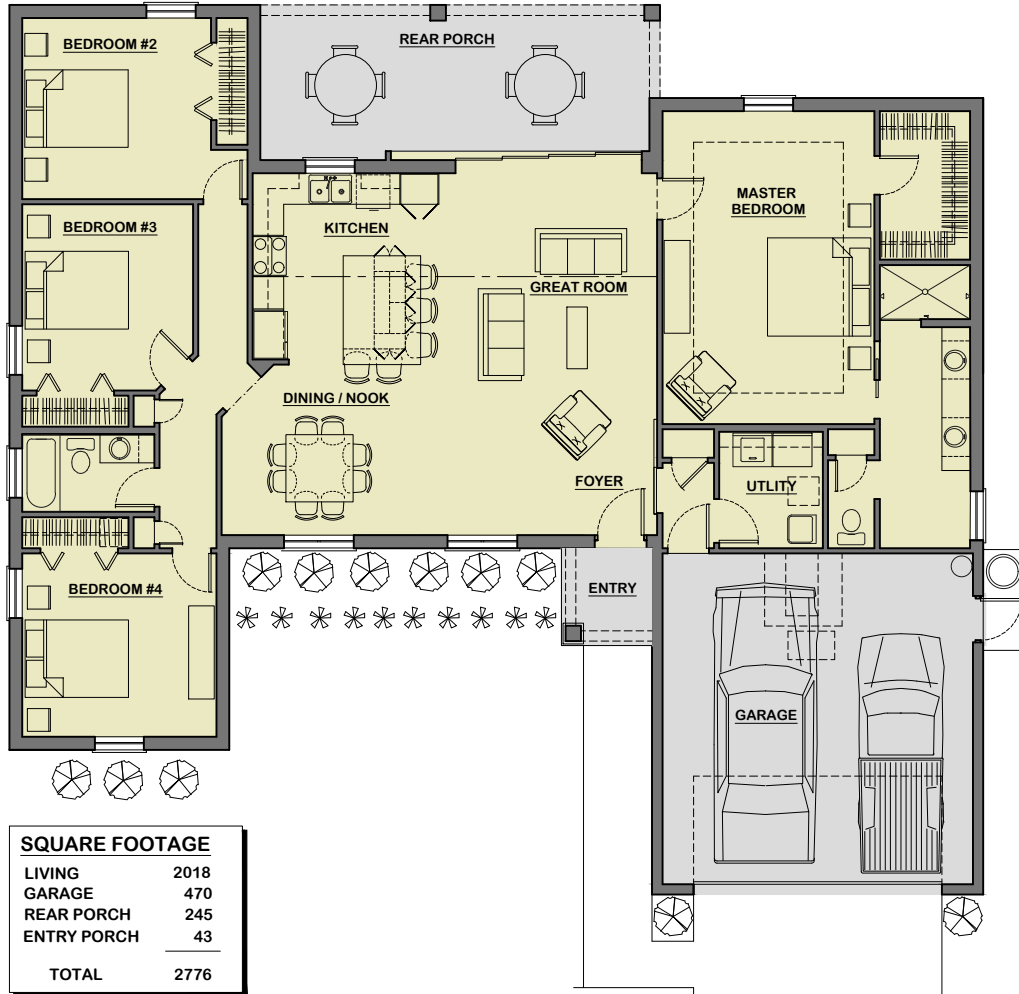 REAR PORCH
BEDROOM #2
MASTER
BEDROOM
BEDROOM #3
KITCHEN
GREAT ROOM
DINING / NOOK
FOYER
UTLITY
BEDROOM #4
ENTRY
GARAGE
SQUARE FOOTAGE
LIVING 2018
GARAGE 470
REAR PORCH 245
ENTRY PORCH 43
TOTAL 2776